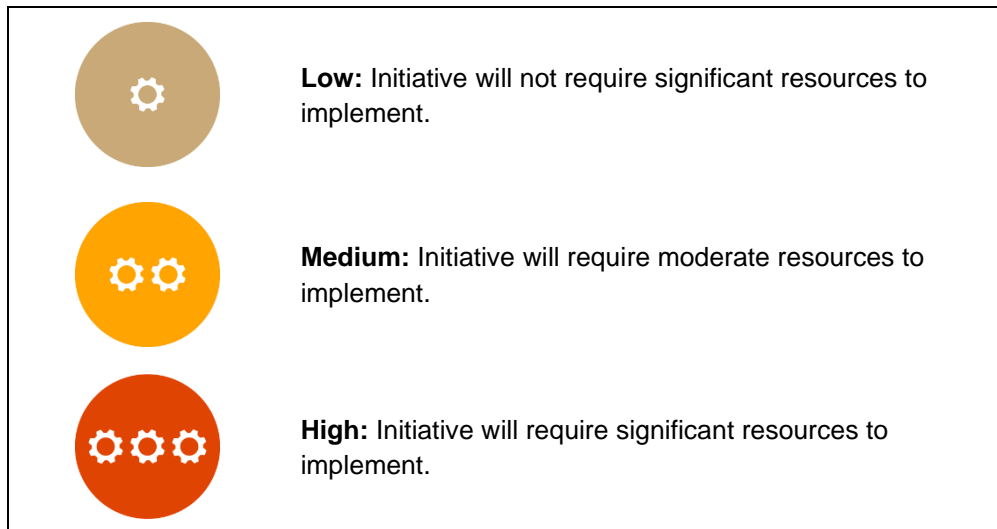 Low: Initiative will not require significant resources to
implement.
Medium: Initiative will require moderate resources to
implement.
High: Initiative will require significant resources to
implement.